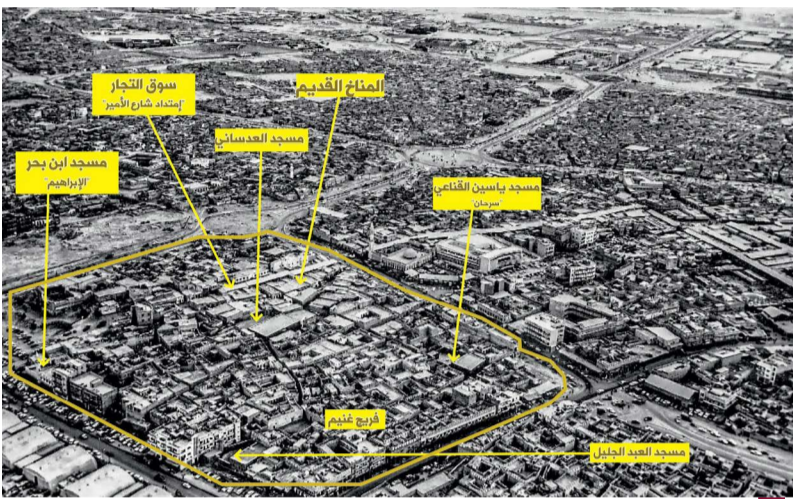 سوق التجار
"إمتداد شارع الأمير"
المناخ القديم
مسجد العدساني
مسجد ابن بحر
"الإبراهيم"
مسجد ياسين القناعي
"سرحان"
فريج غنيم
مسجد العبد الجليل